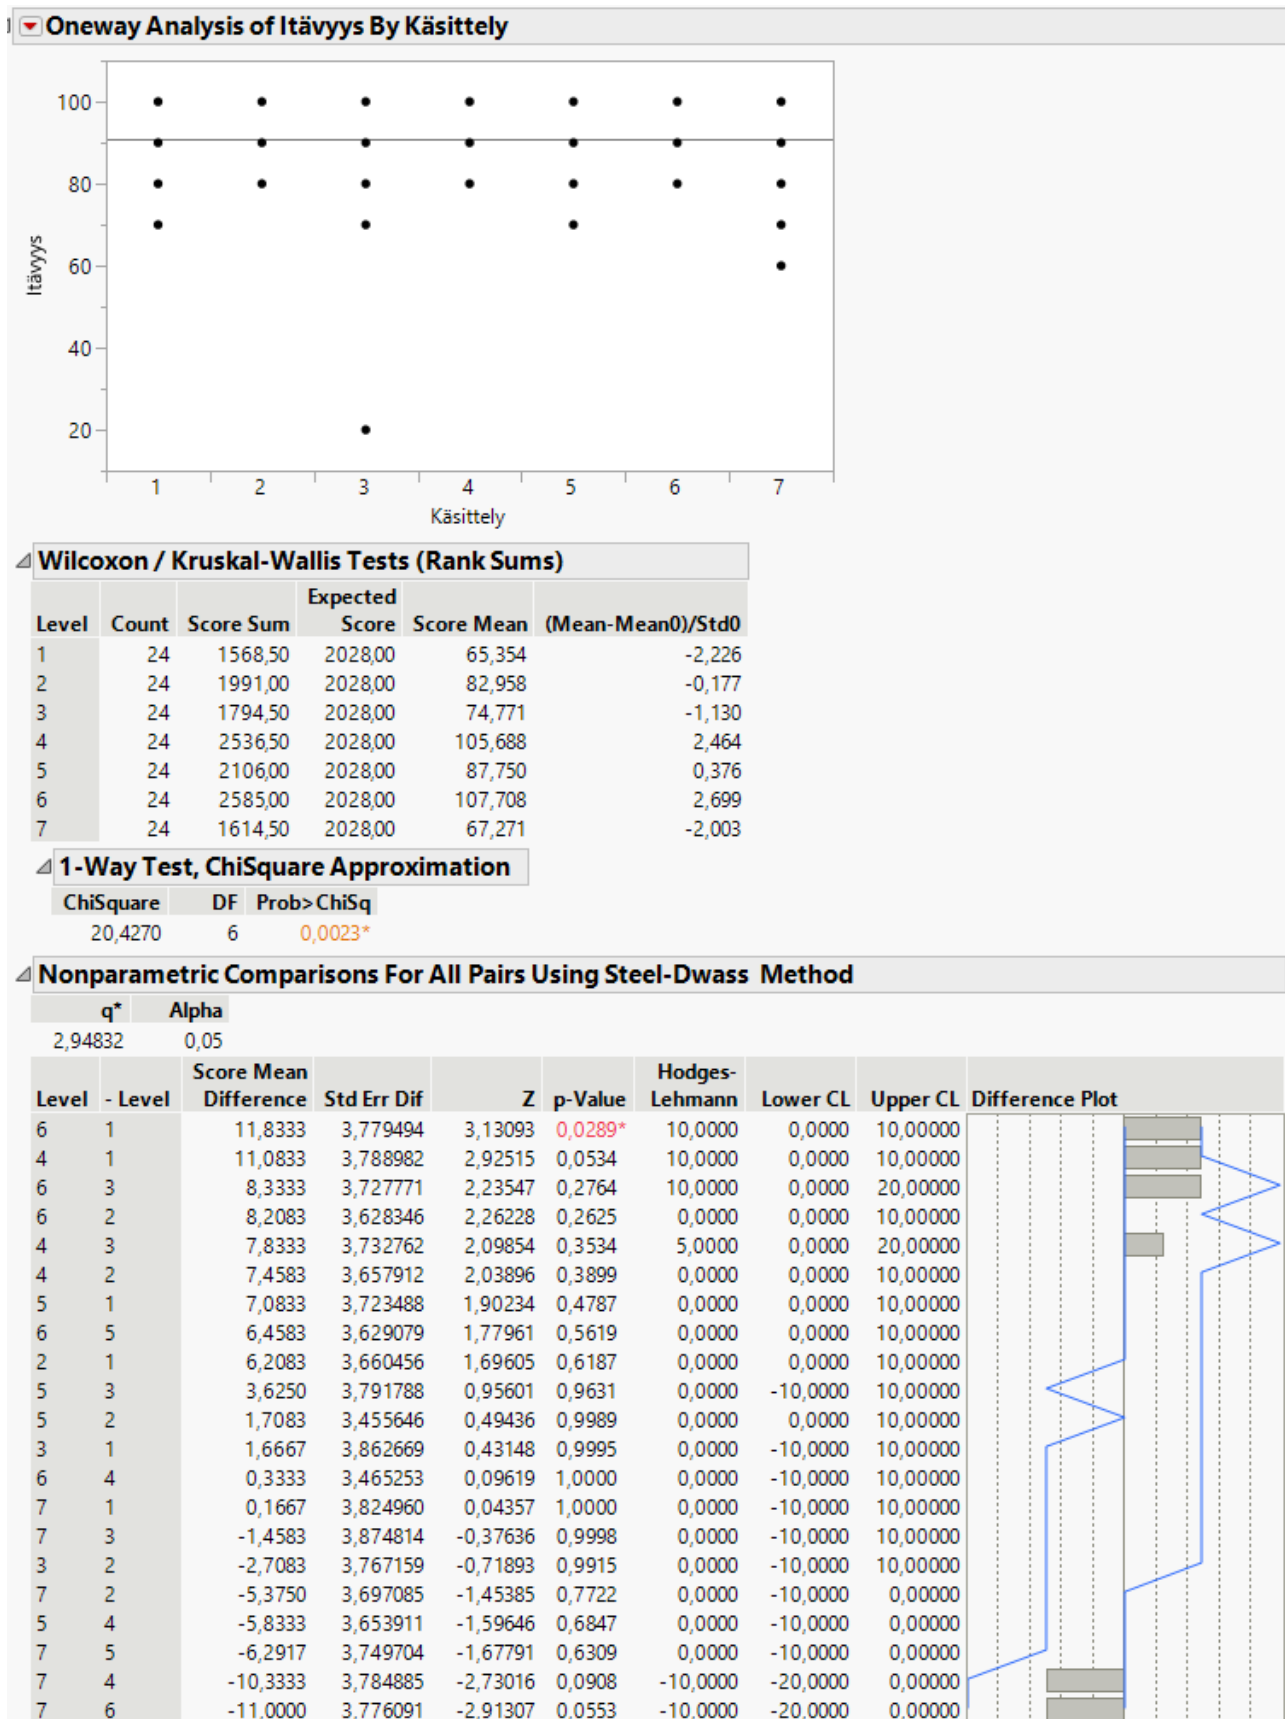 Oneway Analysis of Itävyys By Käsittely
100
80
60
40
20
Itävyys
1 2 3 4 5 6 7
Käsittely
Wilcoxon / Kruskal-Wallis Tests (Rank Sums)
Expected
Level Count Score Sum Score Score Mean (Mean-Mean0)/Std0
1 24 1568,50 2028,00 65,354 -2,226
2 24 1991,00 2028,00 82,958 -0,177
3 24 1794,50 2028,00 74,771 -1,130
4 24 2536,50 2028,00 105,688 2,464
5 24 2106,00 2028,00 87,750 0,376
6 24 2585,00 2028,00 107,708 2,699
7 24 1614,50 2028,00 67,271 -2,003
1-Way Test, ChiSquare Approximation
ChiSquare DF Prob>ChiSq
20,4270 6 0,0023*
Nonparametric Comparisons For All Pairs Using Steel-Dwass Method
q* Alpha
2,94832 0,05
Score Mean Hodges-
Level - Level Difference Std Err Dif Z p-Value Lehmann Lower CL Upper CL Difference Plot
6 1 11,8333 3,779494 3,13093 0,0289* 10,0000 0,0000 10,00000
4 1 11,0833 3,788982 2,92515 0,0534 10,0000 0,0000 10,00000
6 3 8,3333 3,727771 2,23547 0,2764 10,0000 0,0000 20,00000
6 2 8,2083 3,628346 2,26228 0,2625 0,0000 0,0000 10,00000
4 3 7,8333 3,732762 2,09854 0,3534 5,0000 0,0000 20,00000
4 2 7,4583 3,657912 2,03896 0,3899 0,0000 0,0000 10,00000
5 1 7,0833 3,723488 1,90234 0,4787 0,0000 0,0000 10,00000
6 5 6,4583 3,629079 1,77961 0,5619 0,0000 0,0000 10,00000
2 1 6,2083 3,660456 1,69605 0,6187 0,0000 0,0000 10,00000
5 3 3,6250 3,791788 0,95601 0,9631 0,0000 -10,0000 10,00000
5 2 1,7083 3,455646 0,49436 0,9989 0,0000 0,0000 10,00000
3 1 1,6667 3,862669 0,43148 0,9995 0,0000 -10,0000 10,00000
6 4 0,3333 3,465253 0,09619 1,0000 0,0000 -10,0000 10,00000
7 1 0,1667 3,824960 0,04357 1,0000 0,0000 -10,0000 10,00000
7 3 -1,4583 3,874814 -0,37636 0,9998 0,0000 -10,0000 10,00000
3 2 -2,7083 3,767159 -0,71893 0,9915 0,0000 -10,0000 10,00000
7 2 -5,3750 3,697085 -1,45385 0,7722 0,0000 -10,0000 0,00000
5 4 -5,8333 3,653911 -1,59646 0,6847 0,0000 -10,0000 0,00000
7 5 -6,2917 3,749704 -1,67791 0,6309 0,0000 -10,0000 0,00000
7 4 -10,3333 3,784885 -2,73016 0,0908 -10,0000 -20,0000 0,00000
7 6 -11,0000 3,776091 -2,91307 0,0553 -10,0000 -20,0000 0,00000